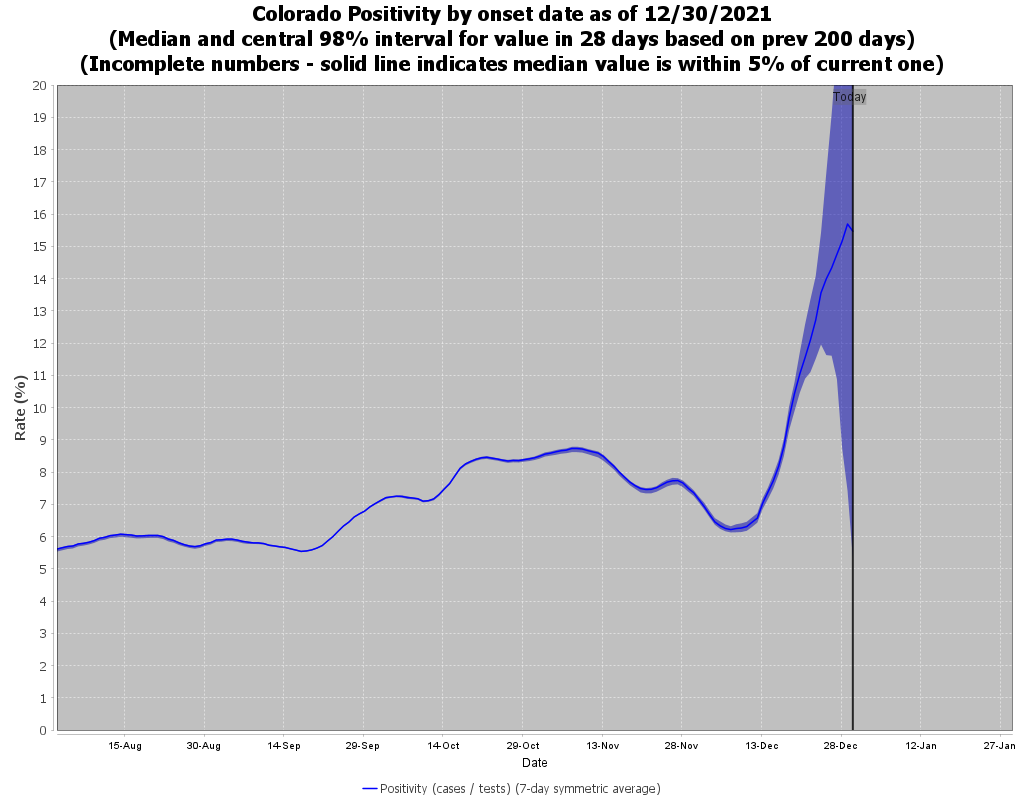 Colorado Positivity by onset date as of 12/30/2021
(Median and central 98% interval for value in 28 days based on prev 200 days)
(Incomplete numbers - solid line indicates median value is within 5% of current one)
Today
20
19
18
17
16
15
14
13
12
11
10
9
8
7
6
5
4
3
2
1
0
Rate (%)
15-Aug 30-Aug 14-Sep 29-Sep 14-Oct 29-Oct 13-Nov 28-Nov 13-Dec 28-Dec 12-Jan 27-Jan
Date
Positivity (cases / tests) (7-day symmetric average)